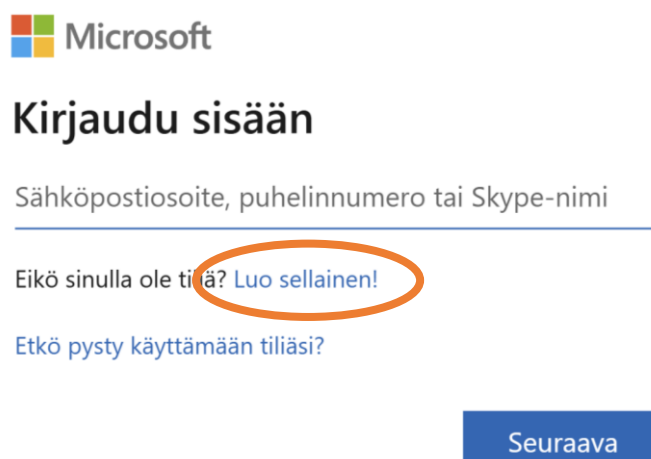 Microsoft
Kirjaudu sisään
Sähköpostiosoite, puhelinnumero tai Skype-nimi
Eikö sinulla ole tiliä? Luo sellainen!
Etkö pysty käyttämään tiliäsi?
Seuraava